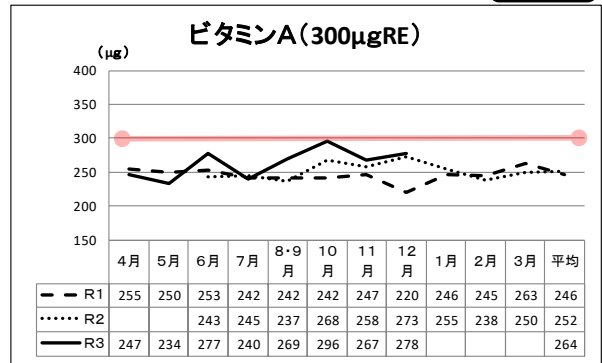 ビタミンA（300μgRE）
（μg）
400
350
300
250
200
150
4月 5月 6月 7月 8・9月 10月 11月 12月 1月 2月 3月 平均
R1 255 250 253 242 242 242 247 220 246 245 263 246
R2 243 245 237 268 258 273 255 238 250 252
R3 247 234 277 240 269 296 267 278 264